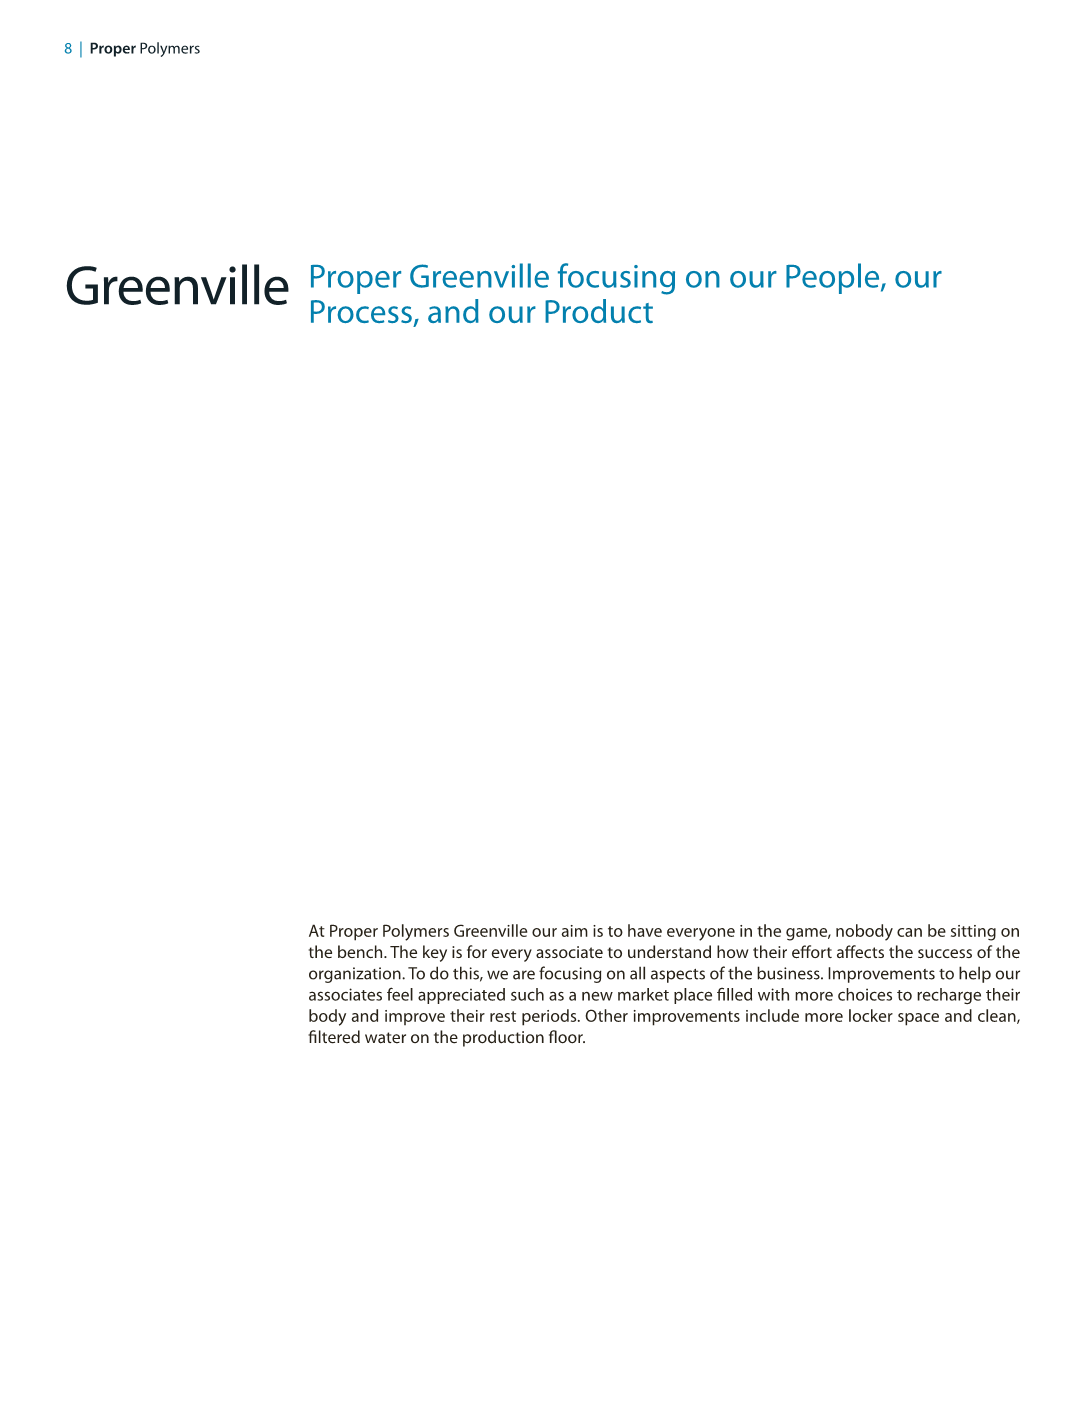 8 | Proper Polymers
Greenville
Proper Greenville focusing on our People, our
Process, and our Product
At Proper Polymers Greenville our aim is to have everyone in the game, nobody can be sitting on
the bench. The key is for every associate to understand how their effort affects the success of the
organization. To do this, we are focusing on all aspects of the business. Improvements to help our
associates feel appreciated such as a new market place filled with more choices to recharge their
body and improve their rest periods. Other improvements include more locker space and clean,
filtered water on the production floor.